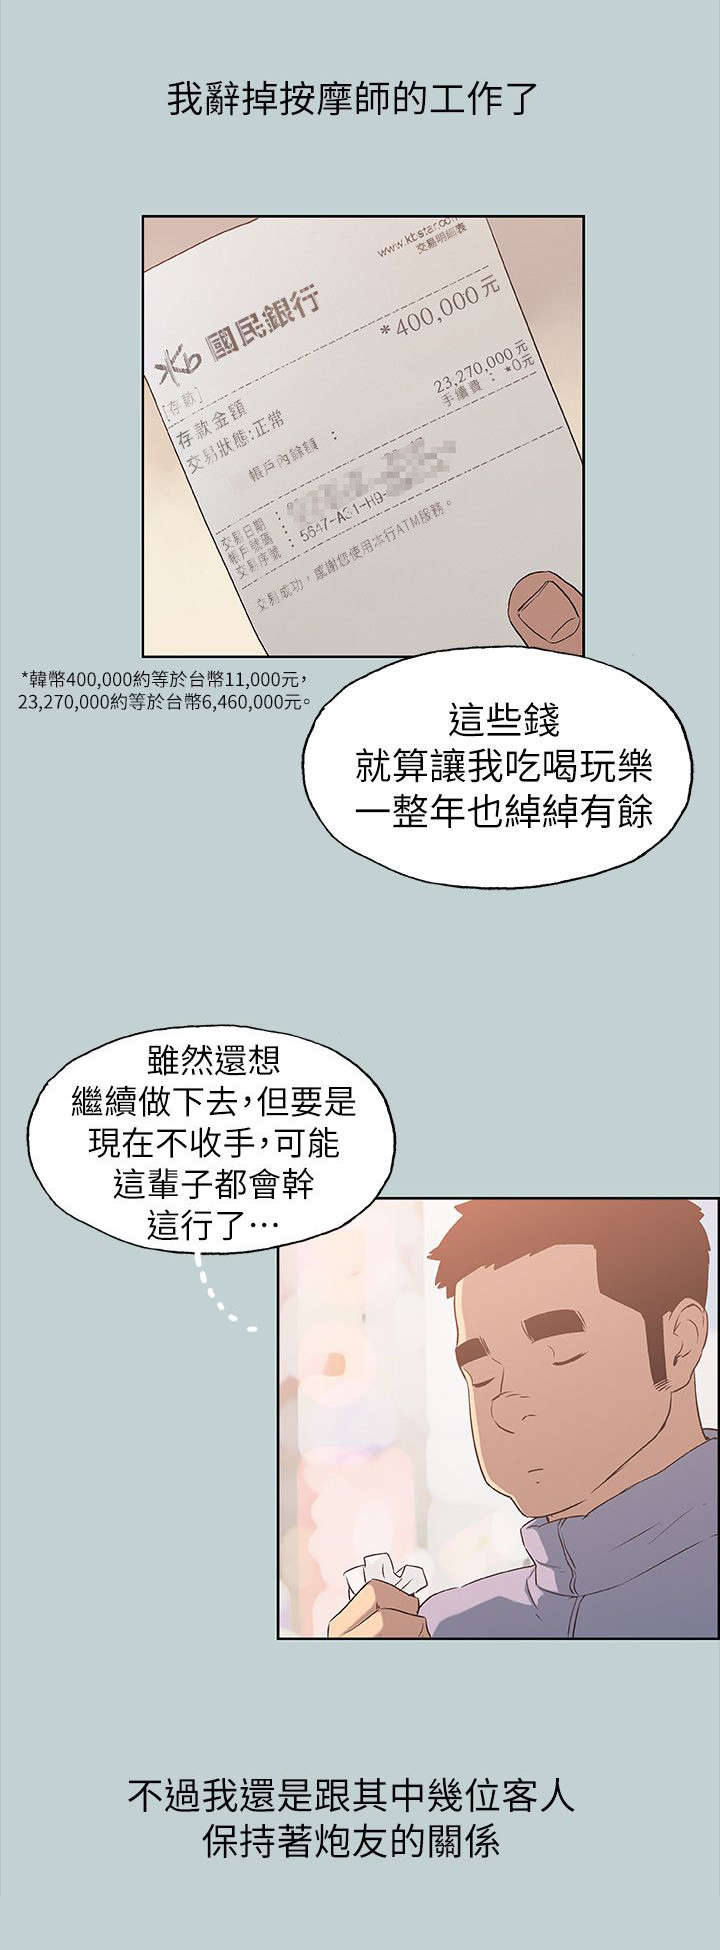 我辭掉按摩師的工作了
www.kbstar.com
交易明細表
國民銀行
*400,000元
[存款]
存款金額
23,270,000元
交易狀態:正常
手續費：*0元
帳戶內餘額：
交易日期：
帳戶號碼：
交易序號：5647-A31-H9-
交易成功，感謝您使用本行ATM服務。
*韓幣400,000約等於台幣11,000元，
23,270,000約等於台幣6,460,000。
這些錢
就算讓我吃喝玩樂
一整年也綽綽有餘
雖然還想
繼續做下去，但要是
現在不收手，可能
這輩子都會幹
這行了…
不過我還是跟其中幾位客人
保持著炮友的關係